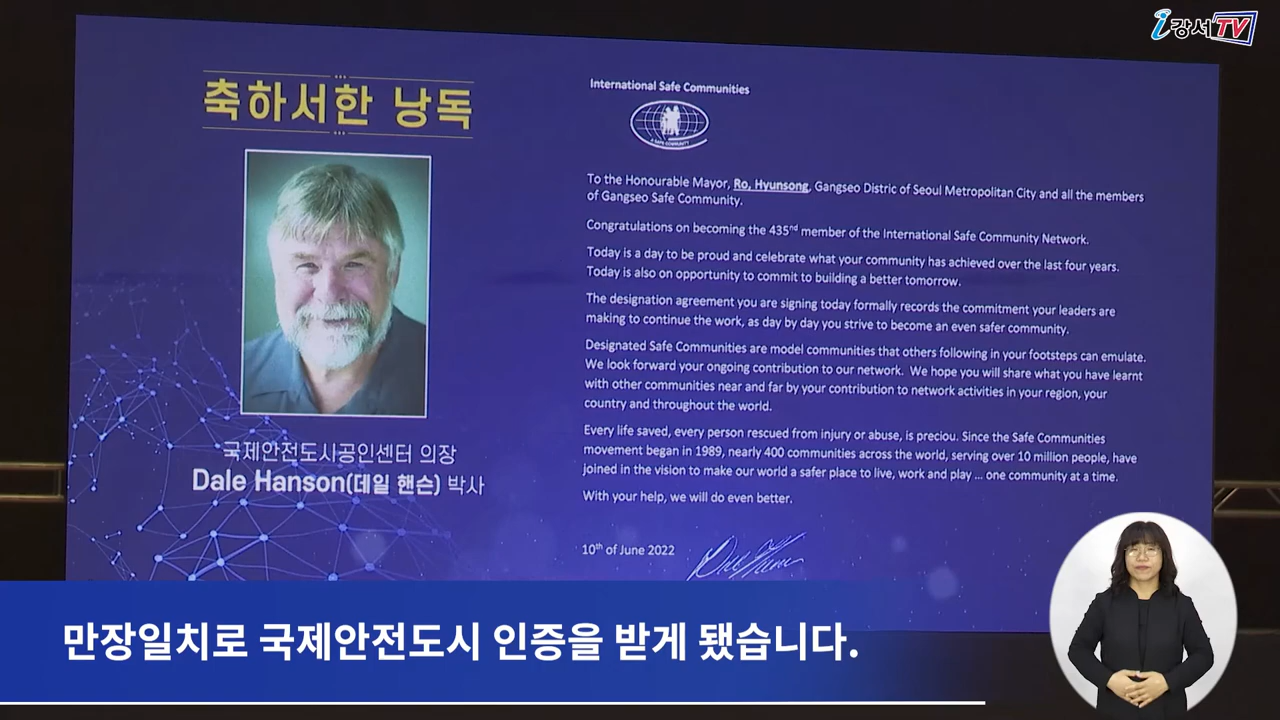 i강서TV
축하서한 낭독
국제안전도시공인센터 의장
Dale Hanson(데일 핸슨) 박사
International Safe Communities
A SAFE COMMUNITY
To the Honourable Mayor, Ro, Hyunsong, Gangseo Distric of Seoul Metropolitan City and all the members
of Gangseo Safe Community.
Congratulations on becoming the 435nd member of the International Safe Community Network.
Today is a day to be proud and celebrate what your community has achieved over the last four years.
Today is also on opportunity to commit to building a better tomorrow.
The designation agreement you are signing today formally records the commitment your leaders are
making to continue the work, as day by day you strive to become an even safer community.
Designated Safe Communities are model communities that others following in your footsteps can emulate.
We look forward your ongoing contribution to our network. We hope you will share what you have learnt
with other communities near and far by your contribution to network activities in your region, your
country and throughout the world.
Every life saved, every person rescued from injury or abuse, is preciou. Since the Safe Communities
movement began in 1989, nearly 400 communities across the world, serving over 10 million people, have
joined in the vision to make our world a safer place to live, work and play ... one community at a time.
With your help, we will do even better.
10th of June 2022
만장일치로 국제안전도시 인증을 받게 됐습니다.